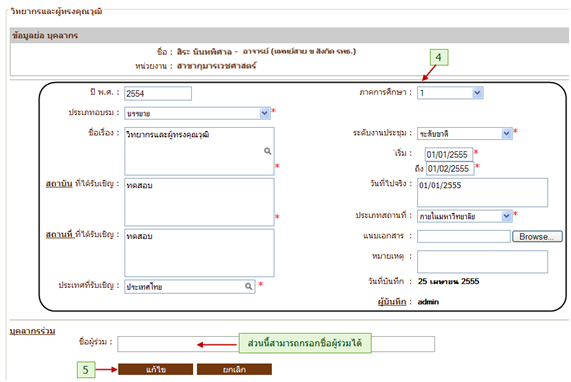 วิทยากรและผู้ทรงคุณวุฒิ
ข้อมูลย่อ บุคลากร
ชื่อ : สิระ นันทพิศาล - อาจารย์ (แพทย์สาย ข สังกัด รพธ.)
หน่วยงาน : สาขากุมารเวชศาสตร์
4
ปี พ.ศ. : 2554 ภาคการศึกษา : 1
ประเภทอบรม : บรรยาย *
ชื่อเรื่อง : วิทยากรและผู้ทรงคุณวุฒิ * ระดับงานประชุม : ระดับชาติ *
เริ่ม : 01/01/2555 *
ถึง 01/02/2555 *
สถาบัน ที่ได้รับเชิญ : ทดสอบ * วันที่ไปจริง : 01/01/2555
ประเภทสถานที่ : ภายในมหาวิทยาลัย *
สถานที่ ที่ได้รับเชิญ : ทดสอบ แนบเอกสาร : Browse...
หมายเหตุ :
ประเทศที่รับเชิญ : ประเทศไทย * วันที่บันทึก : 25 เมษายน 2555
ผู้บันทึก : admin
บุคลากรร่วม
ชื่อผู้ร่วม : ส่วนนี้สามารถกรอกชื่อผู้ร่วมได้
5 แก้ไข ยกเลิก